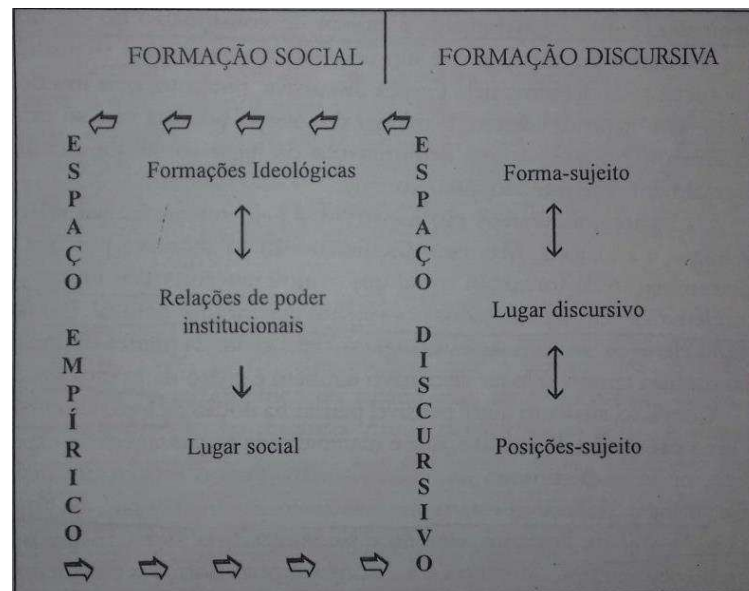 FORMAÇÃO SOCIAL
FORMAÇÃO DISCURSIVA
ESPAÇO EMPÍRICO
Formações Ideológicas
Relações de poder
institucionais
Lugar social
ESPAÇO DISCURSIVO
Forma-sujeito
Lugar discursivo
Posições-sujeito